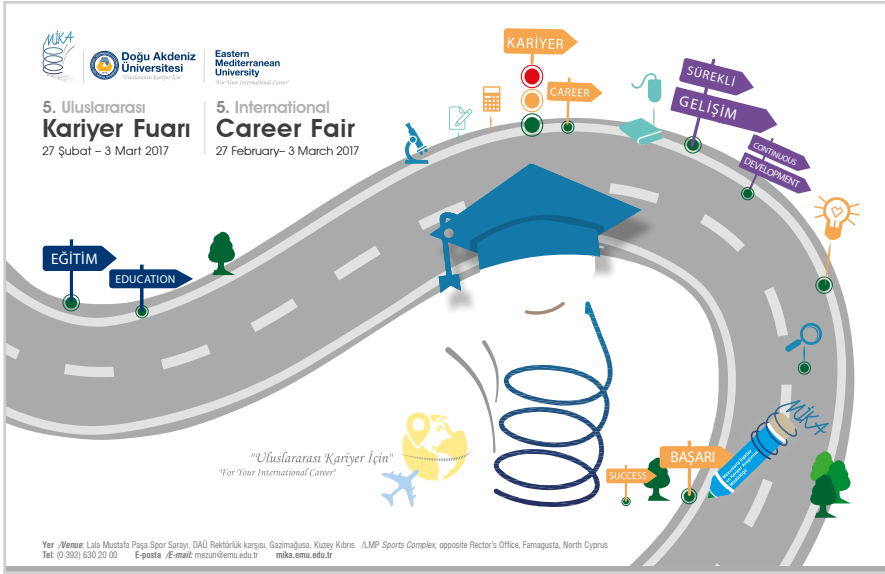 MİKA
Doğu Akdeniz
Üniversitesi
"Uluslararası Kariyer İçin"
Eastern
Mediterranean
University
"For Your International Career"
5. Uluslararası
Kariyer Fuarı
27 Şubat – 3 Mart 2017
5. International
Career Fair
27 February– 3 March 2017
KARİYER
CAREER
SÜREKLİ
GELİŞİM
CONTINUOUS
DEVELOPMENT
EĞİTİM
EDUCATION
MİKA
BAŞARI
SUCCESS
"'Uluslararası Kariyer İçin"
"For Your International Career"
Yer /Venue: Lala Mustafa Paşa Spor Sarayı, DAÜ Rektörlük karşısı, Gazimağusa, Kuzey Kıbrıs /LMP Sports Complex, opposite Rector's Office, Famagusta, North Cyprus
Tel: (0 392) 630 20 00 E-posta /E-mail: mezun@emu.edu.tr mika.emu.edu.tr